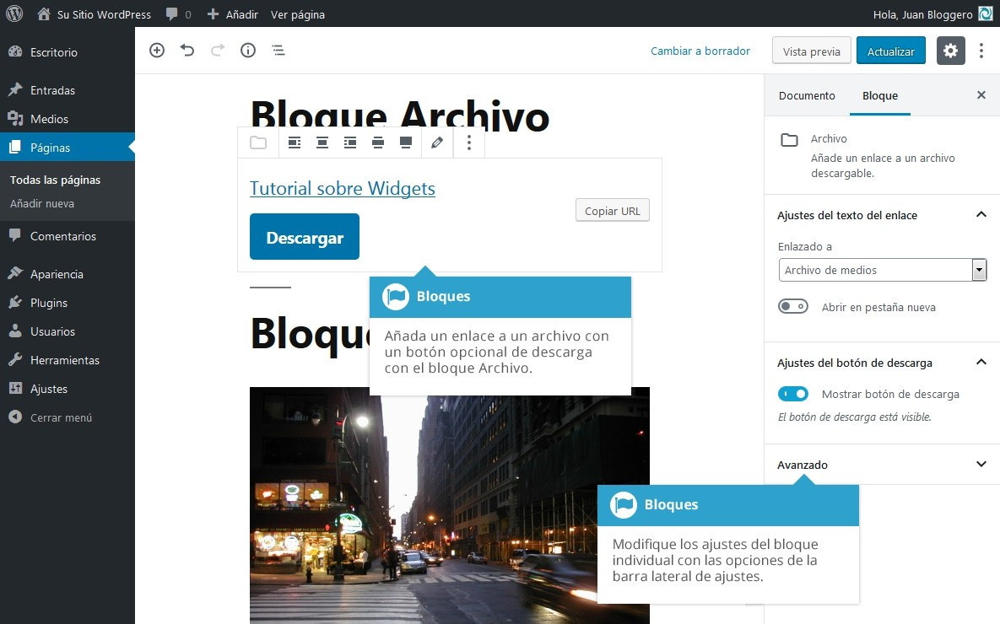 Su Sitio WordPress
0
Añadir
Ver página
Hola, Juan Bloggero
Escritorio
Entradas
Medios
Páginas
Todas las páginas
Añadir nueva
Comentarios
Apariencia
Plugins
Usuarios
Herramientas
Ajustes
Cerrar menú
Cambiar a borrador
Vista previa
Actualizar
Bloque Archivo
Tutorial sobre Widgets
Copiar URL
Descargar
Bloques
Añada un enlace a un archivo con
un botón opcional de descarga
con el bloque Archivo.
Documento
Bloque
Archivo
Añade un enlace a un archivo
descargable.
Ajustes del texto del enlace
Enlazado a
Archivo de medios
Abrir en pestaña nueva
Ajustes del botón de descarga
Mostrar botón de descarga
El botón de descarga está visible.
Avanzado
Bloques
Modifique los ajustes del bloque
individual con las opciones de la
barra lateral de ajustes.